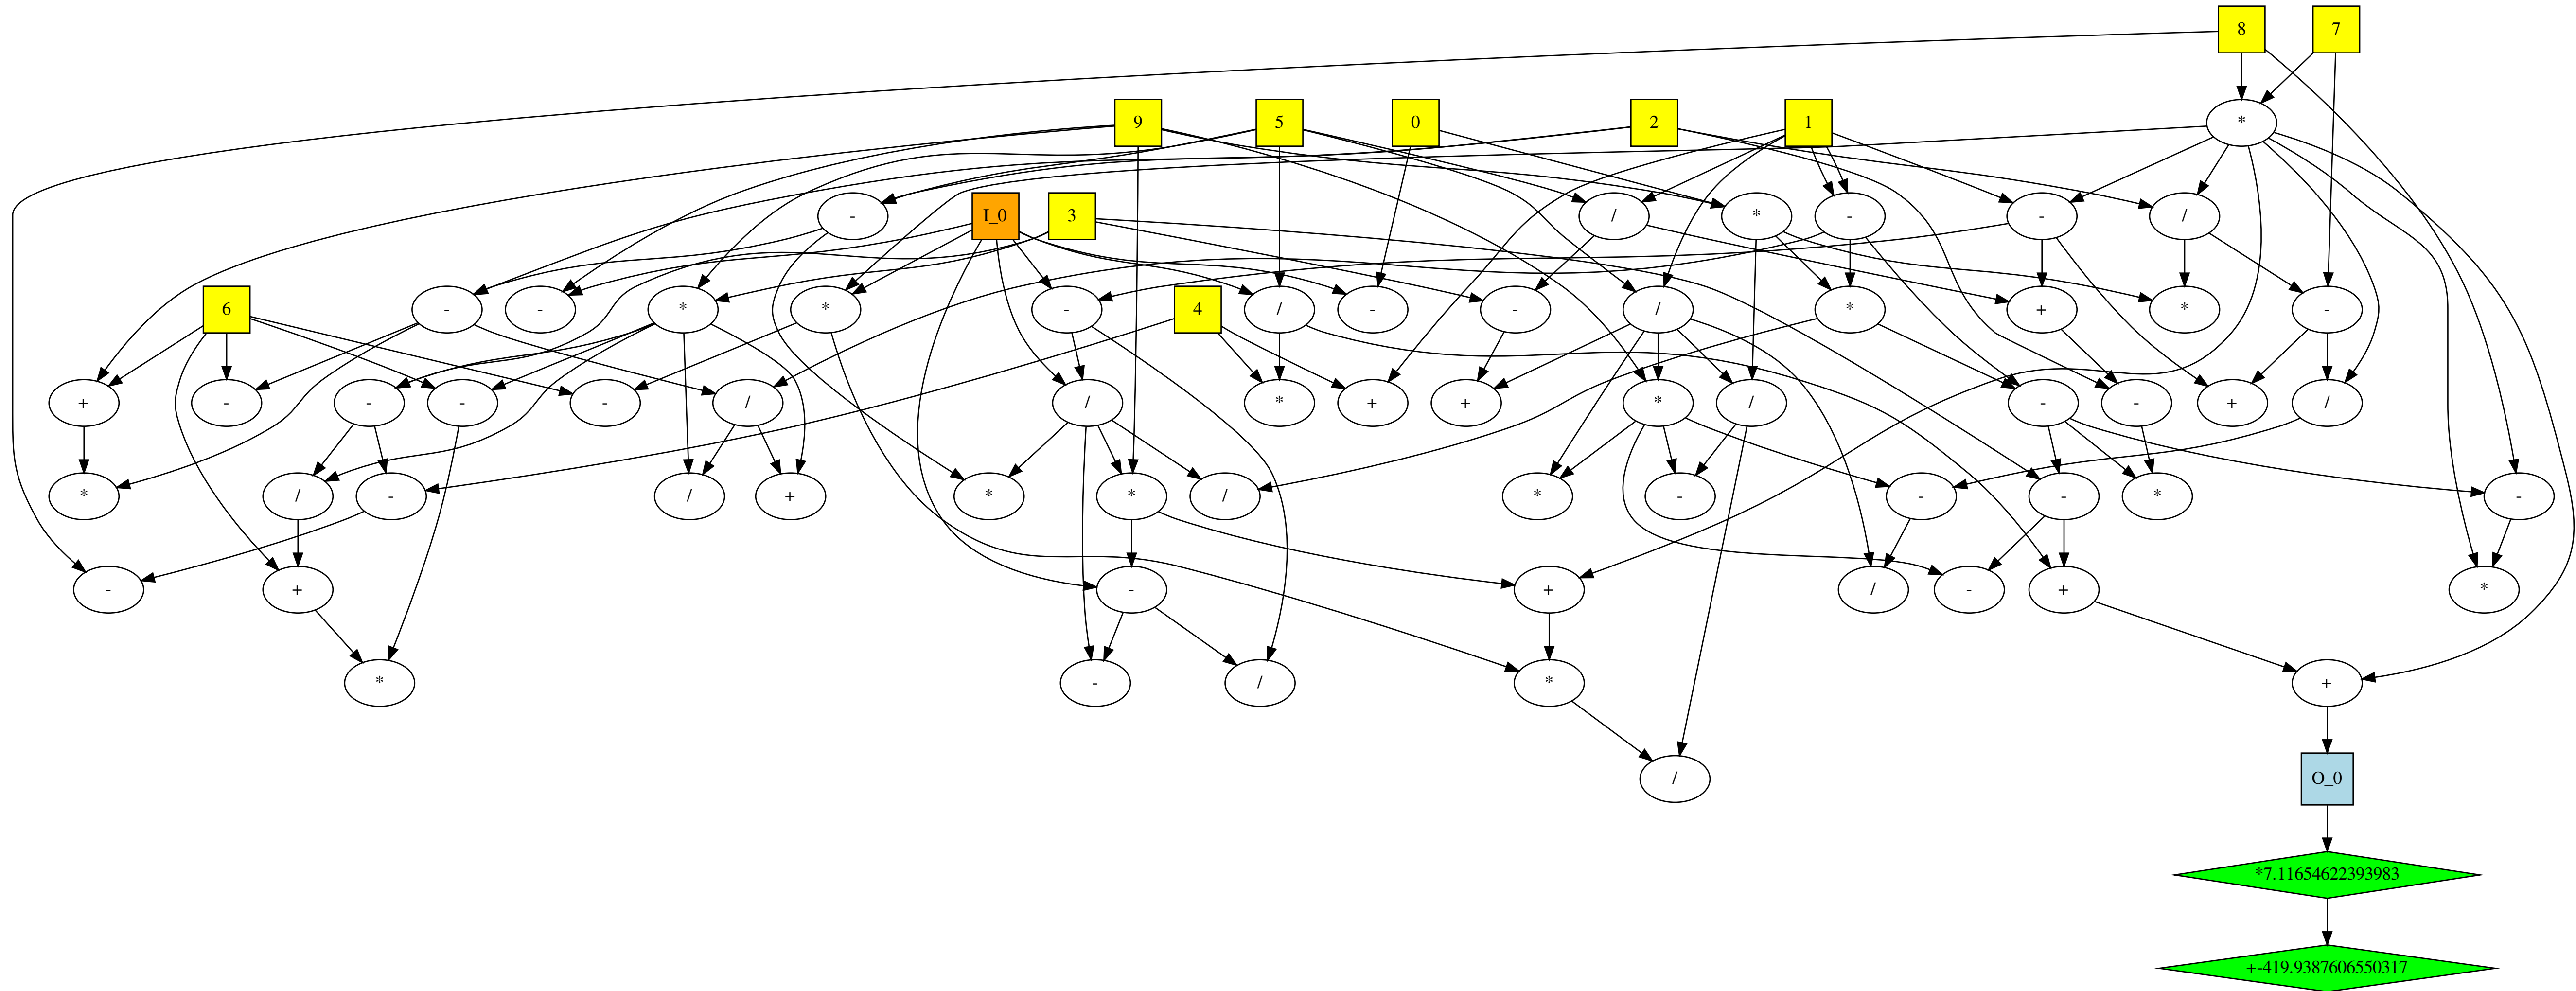 8 7
9 5 0 2 1 *
- I_0 3 / * - - /
6 - - * * - 4 / - - / * + * -
+ - - - - / / * + + * / - - + /
* / - / + * * / * - - - * -
- + - + / - + *
* - / * +
/ O_0
*7.11654622393983
+-419.9387606550317